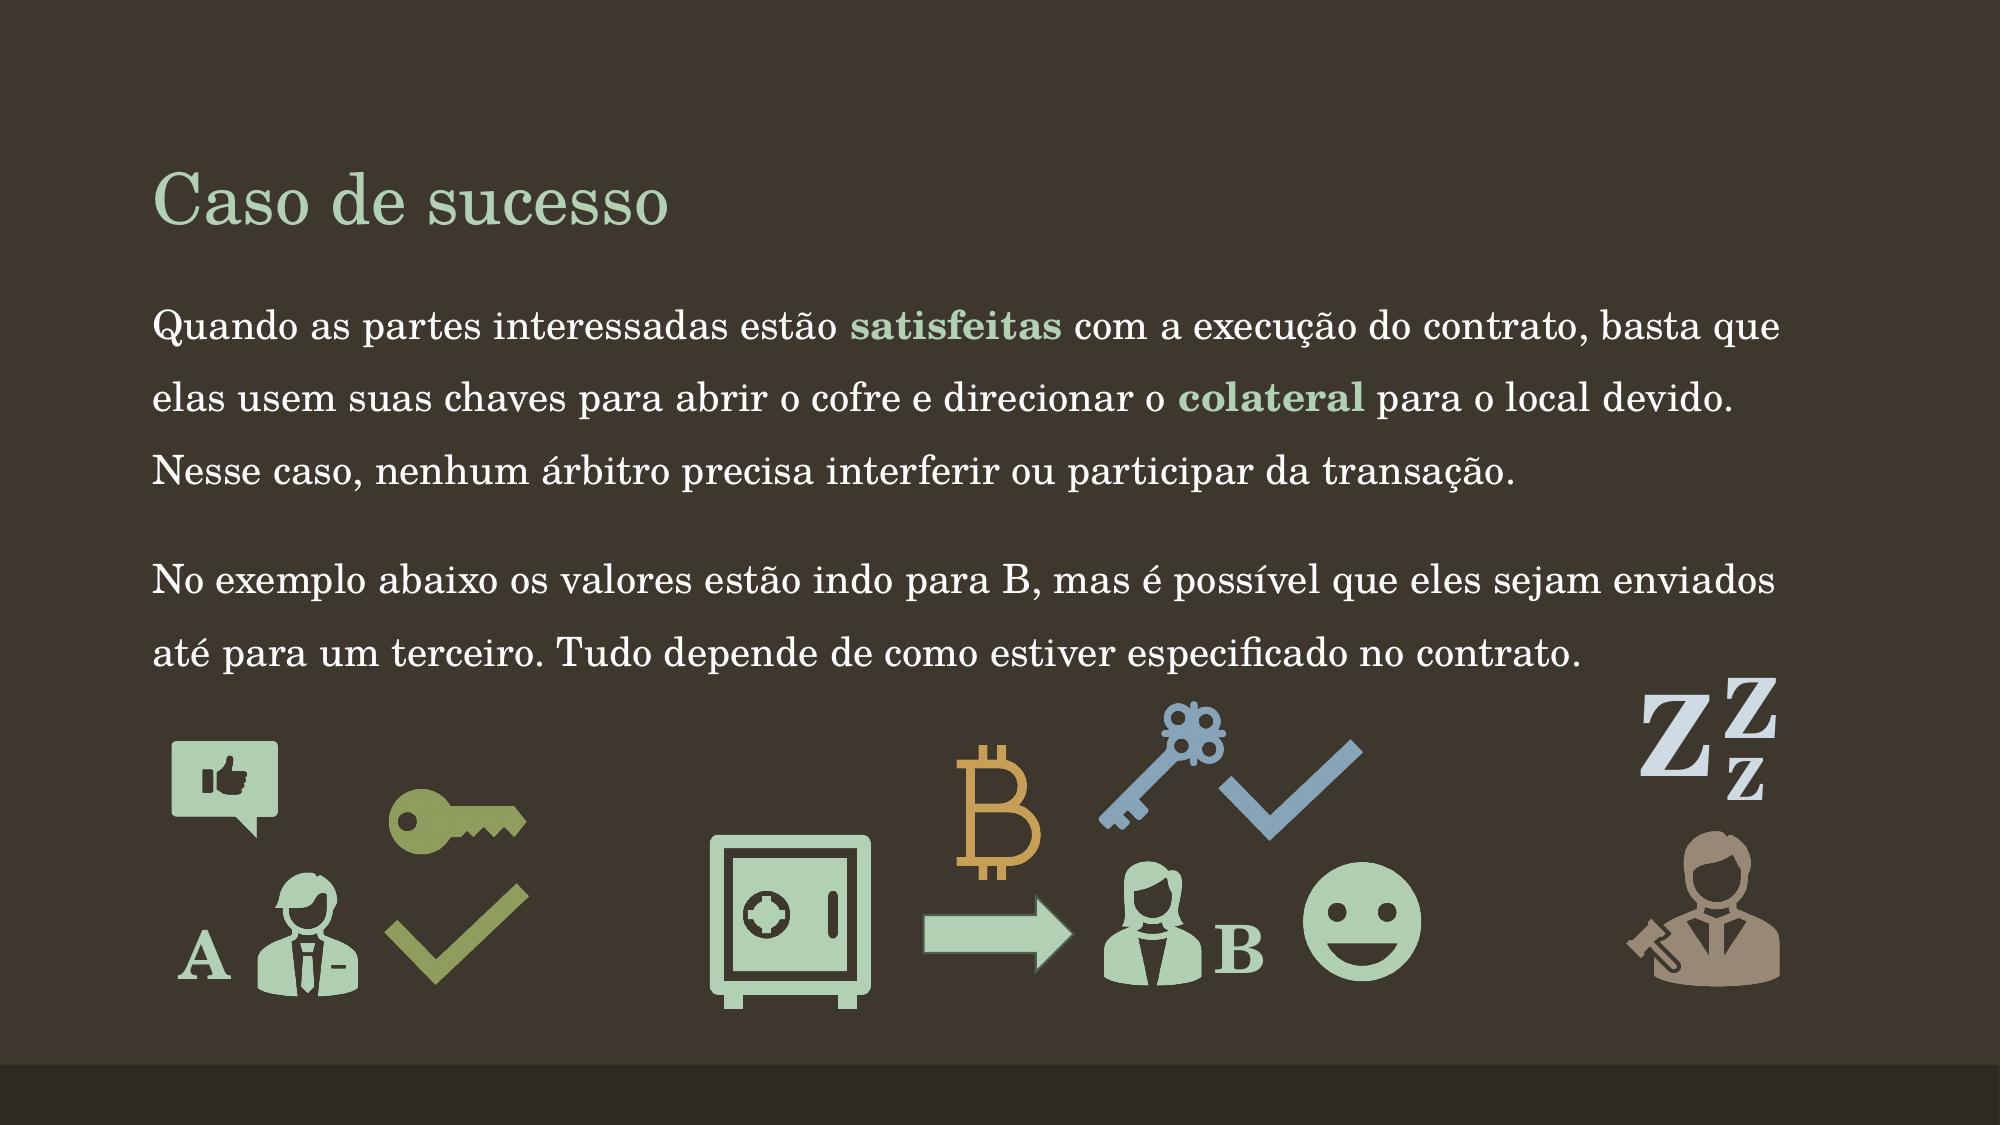 Caso de sucesso
Quando as partes interessadas estão satisfeitas com a execução do contrato, basta que
elas usem suas chaves para abrir o cofre e direcionar o colateral para o local devido.
Nesse caso, nenhum árbitro precisa interferir ou participar da transação.
No exemplo abaixo os valores estão indo para B, mas é possível que eles sejam enviados
até para um terceiro. Tudo depende de como estiver especificado no contrato.
Z Z
Z
A
B